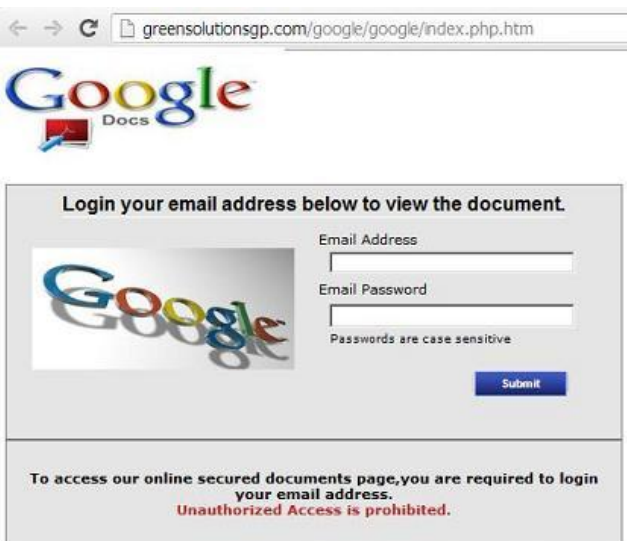 greensolutionsgp.com/google/google/index.php.htm
Google™
Docs
Login your email address below to view the document.
Google
Email Address
Email Password
Passwords are case sensitive
Submit
To access our online secured documents page,you are required to login
your email address.
Unauthorized Access is prohibited.